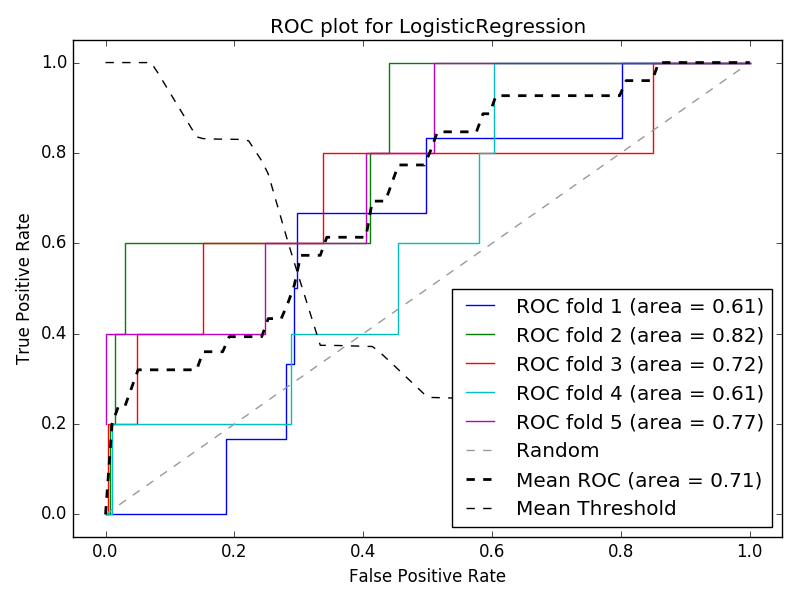 ROC plot for LogisticRegression
True Positive Rate
1.0
0.8
0.6
0.4
0.2
0.0
ROC fold 1 (area = 0.61)
ROC fold 2 (area = 0.82)
ROC fold 3 (area = 0.72)
ROC fold 4 (area = 0.61)
ROC fold 5 (area = 0.77)
Random
Mean ROC (area = 0.71)
Mean Threshold
0.0 0.2 0.4 0.6 0.8 1.0
False Positive Rate